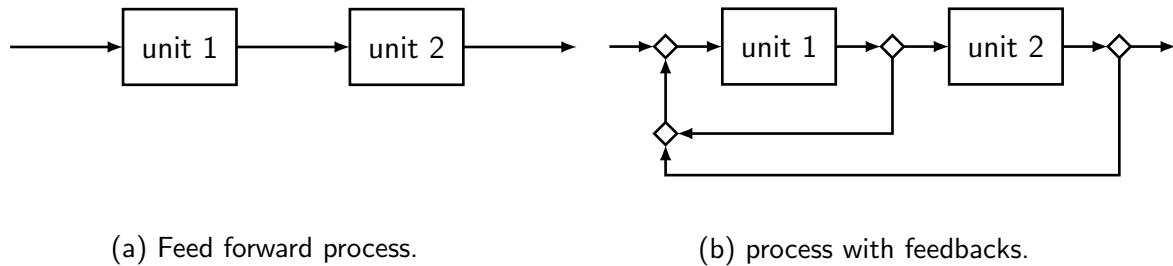 unit 1
unit 2
unit 1
unit 2
(a) Feed forward process.
(b) process with feedbacks.